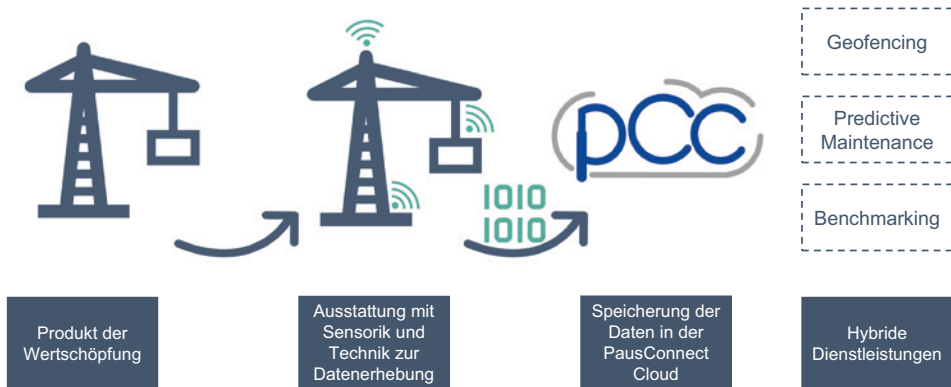 Geofencing
Predictive
Maintenance
Benchmarking
pcc
1010
1010
Produkt der
Wertschöpfung
Ausstattung mit
Sensorik und
Technik zur
Datenerhebung
Speicherung der
Daten in der
PausConnect
Cloud
Hybride
Dienstleistungen